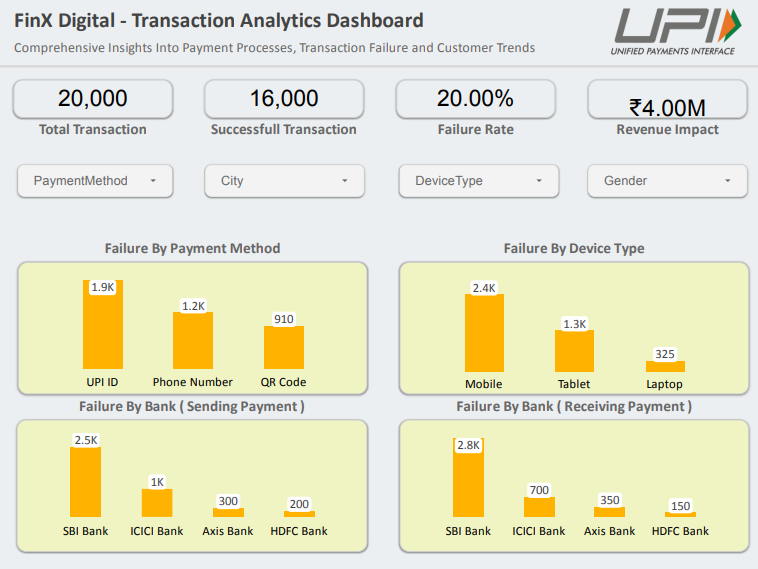 FinX Digital - Transaction Analytics Dashboard
Comprehensive Insights Into Payment Processes, Transaction Failure and Customer Trends
UPI
UNIFIED PAYMENTS INTERFACE
20,000
Total Transaction
16,000
Successfull Transaction
20.00%
Failure Rate
₹4.00M
Revenue Impact
PaymentMethod
City
DeviceType
Gender
Failure By Payment Method
1.9K
1.2K
910
UPI ID
Phone Number
QR Code
Failure By Device Type
2.4K
1.3K
325
Mobile
Tablet
Laptop
Failure By Bank ( Sending Payment )
2.5K
1K
300
200
SBI Bank
ICICI Bank
Axis Bank
HDFC Bank
Failure By Bank ( Receiving Payment )
2.8K
700
350
150
SBI Bank
ICICI Bank
Axis Bank
HDFC Bank